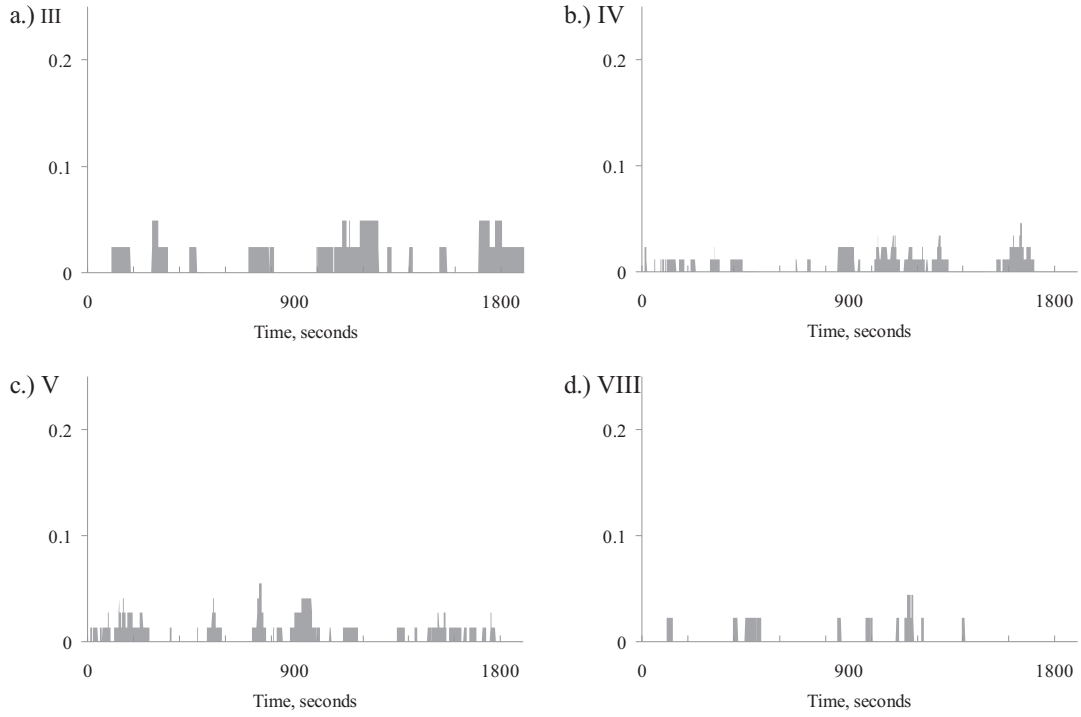 a.) III
0.2
0.1
0
0 900 1800
Time, seconds
b.) IV
0.2
0.1
0
0 900 1800
Time, seconds
c.) V
0.2
0.1
0
0 900 1800
Time, seconds
d.) VIII
0.2
0.1
0
0 900 1800
Time, seconds